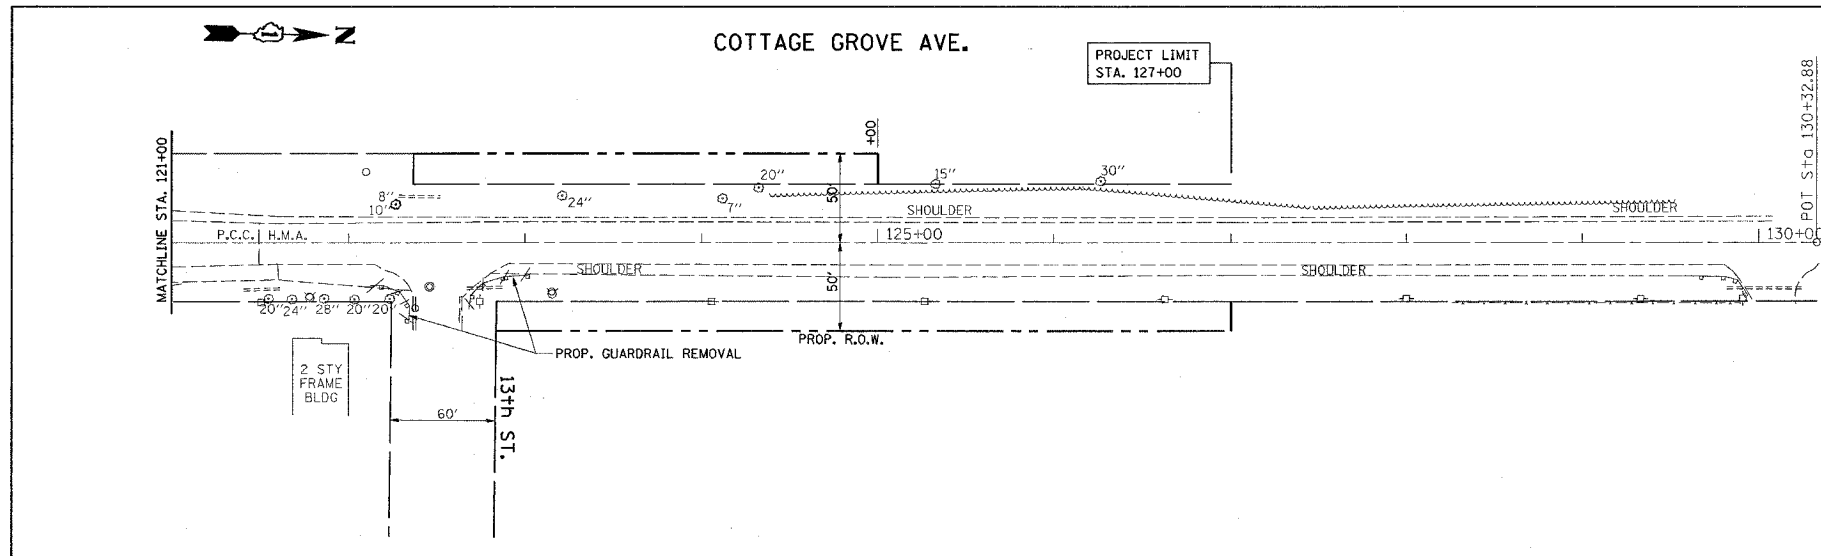 N
COTTAGE GROVE AVE.
PROJECT LIMIT
STA. 127+00
POT Sta 130+32.88
MATCHLINE STA. 121+00
+00
50'
20"
15"
30"
8"
10"
24"
7"
SHOULDER
SHOULDER
P.C.C. H.M.A.
125+00
130+00
SHOULDER
SHOULDER
50'
20" 24" 28" 20" 20"
PROP. R.O.W.
PROP. GUARDRAIL REMOVAL
2 STY
FRAME
BLDG
13th ST.
60'